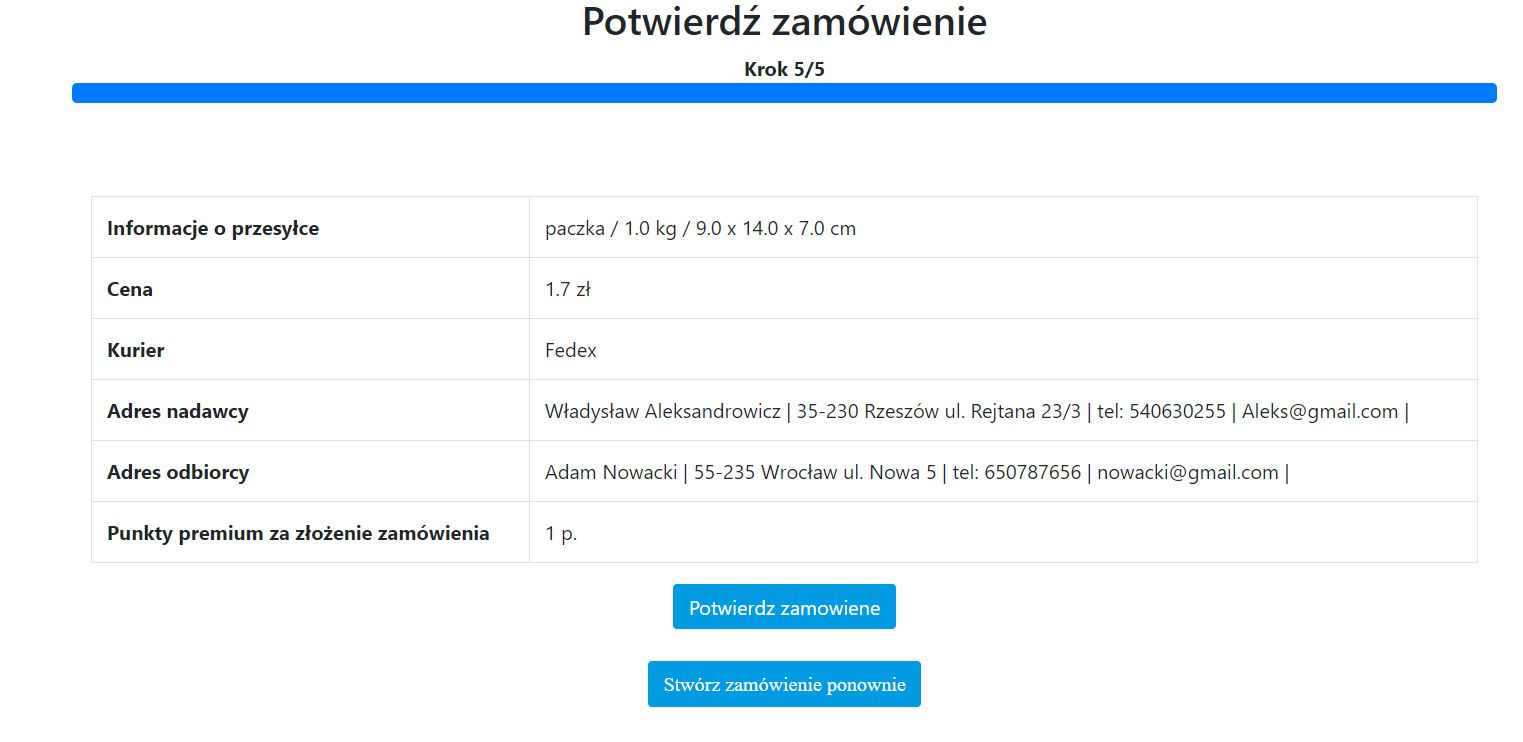 Potwierdź zamówienie
Krok 5/5
Informacje o przesyłce paczka / 1.0 kg / 9.0 x 14.0 x 7.0 cm
Cena 1.7 zł
Kurier Fedex
Adres nadawcy Władysław Aleksandrowicz | 35-230 Rzeszów ul. Rejtana 23/3 | tel: 540630255 | Aleks@gmail.com |
Adres odbiorcy Adam Nowacki | 55-235 Wrocław ul. Nowa 5 | tel: 650787656 | nowacki@gmail.com |
Punkty premium za złożenie zamówienia 1 p.
Potwierdz zamowiene
Stwórz zamówienie ponownie